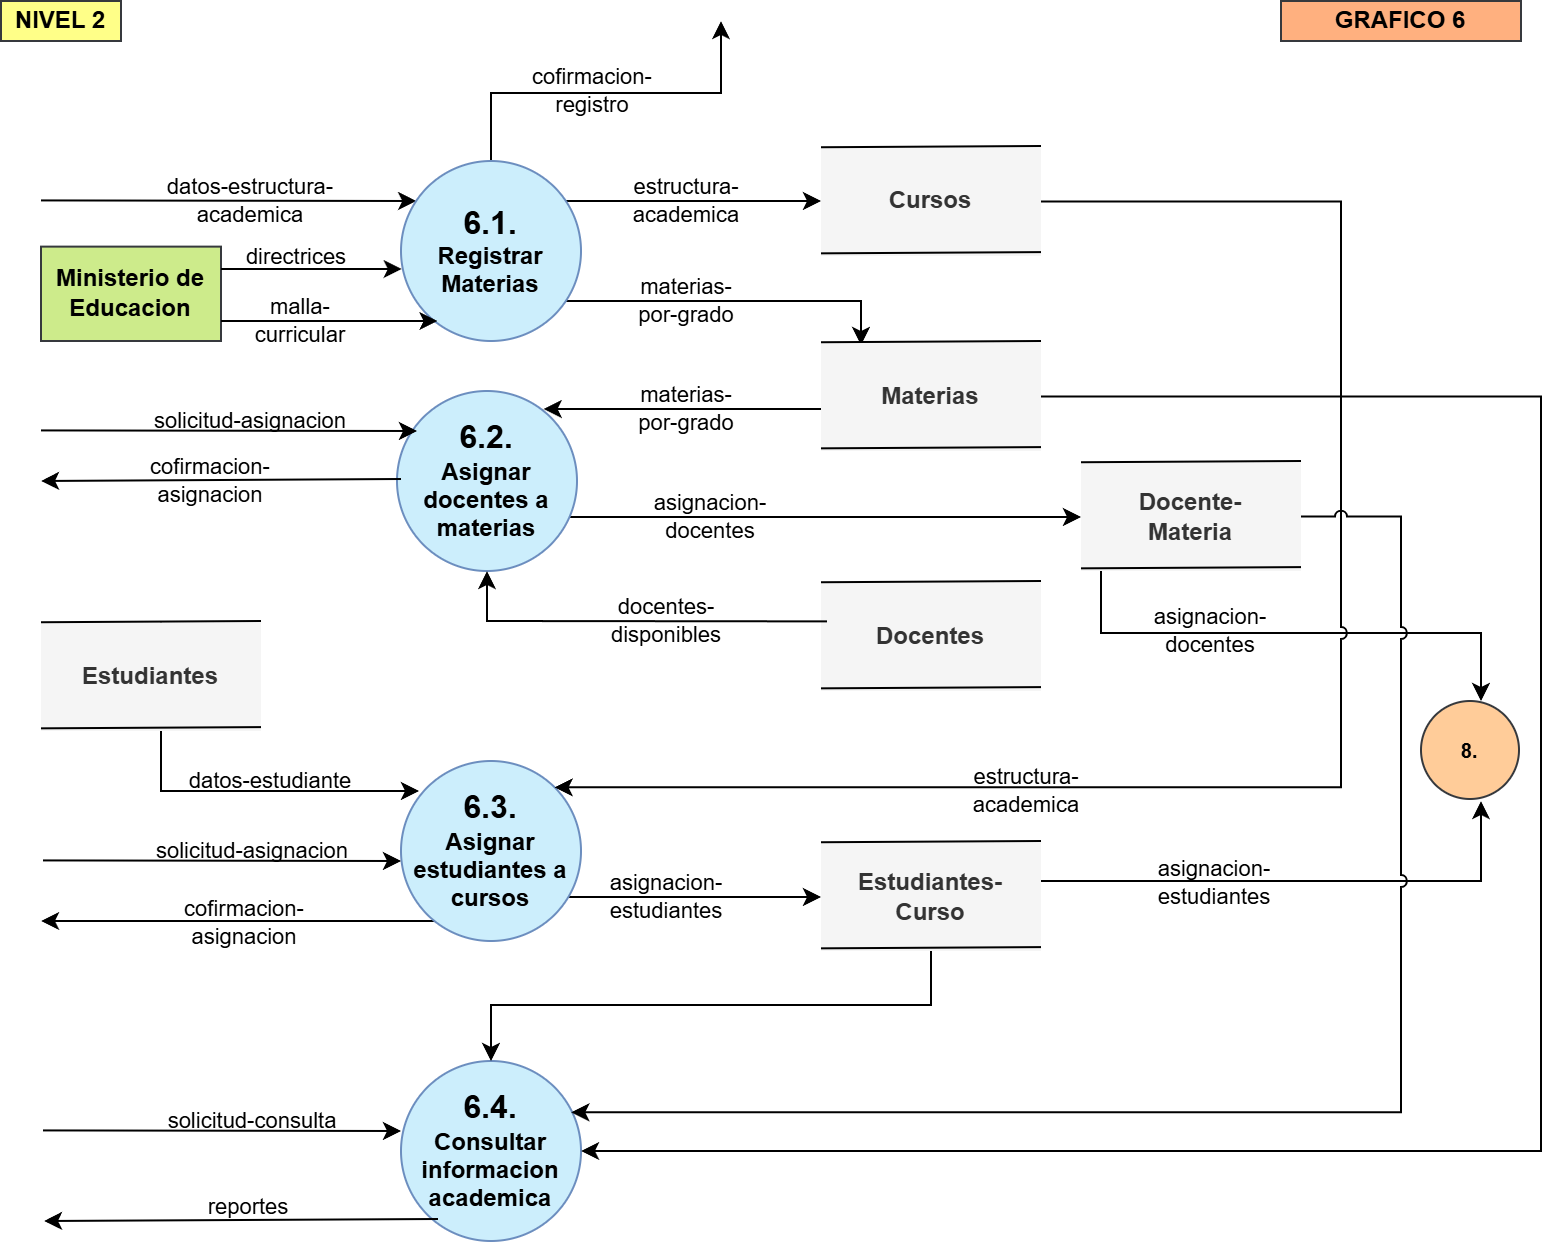 NIVEL 2
GRAFICO 6
cofirmacion-
registro
datos-estructura-
academica
6.1.
Registrar
Materias
estructura-
academica
Cursos
Ministerio de
Educacion
directrices
malla-
curricular
materias-
por-grado
Materias
materias-
por-grado
solicitud-asignacion
cofirmacion-
asignacion
6.2.
Asignar
docentes a
materias
asignacion-
docentes
Docente-
Materia
docentes-
disponibles
Docentes
asignacion-
docentes
Estudiantes
8.
datos-estudiante
6.3.
Asignar
estudiantes a
cursos
estructura-
academica
solicitud-asignacion
cofirmacion-
asignacion
asignacion-
estudiantes
Estudiantes-
Curso
asignacion-
estudiantes
6.4.
Consultar
informacion
academica
solicitud-consulta
reportes